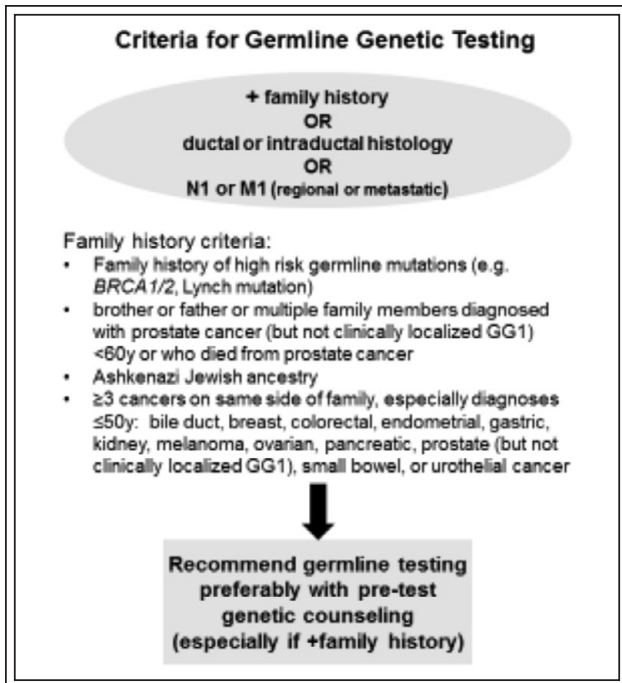 Criteria for Germline Genetic Testing
+ family history
OR
ductal or intraductal histology
OR
N1 or M1 (regional or metastatic)
Family history criteria:
• Family history of high risk germline mutations (e.g.
BRCA1/2, Lynch mutation)
• brother or father or multiple family members diagnosed
with prostate cancer (but not clinically localized GG1)
<60y or who died from prostate cancer
• Ashkenazi Jewish ancestry
• ≥3 cancers on same side of family, especially diagnoses
≤50y: bile duct, breast, colorectal, endometrial, gastric,
kidney, melanoma, ovarian, pancreatic, prostate (but not
clinically localized GG1), small bowel, or urothelial cancer
Recommend germline testing
preferably with pre-test
genetic counseling
(especially if +family history)